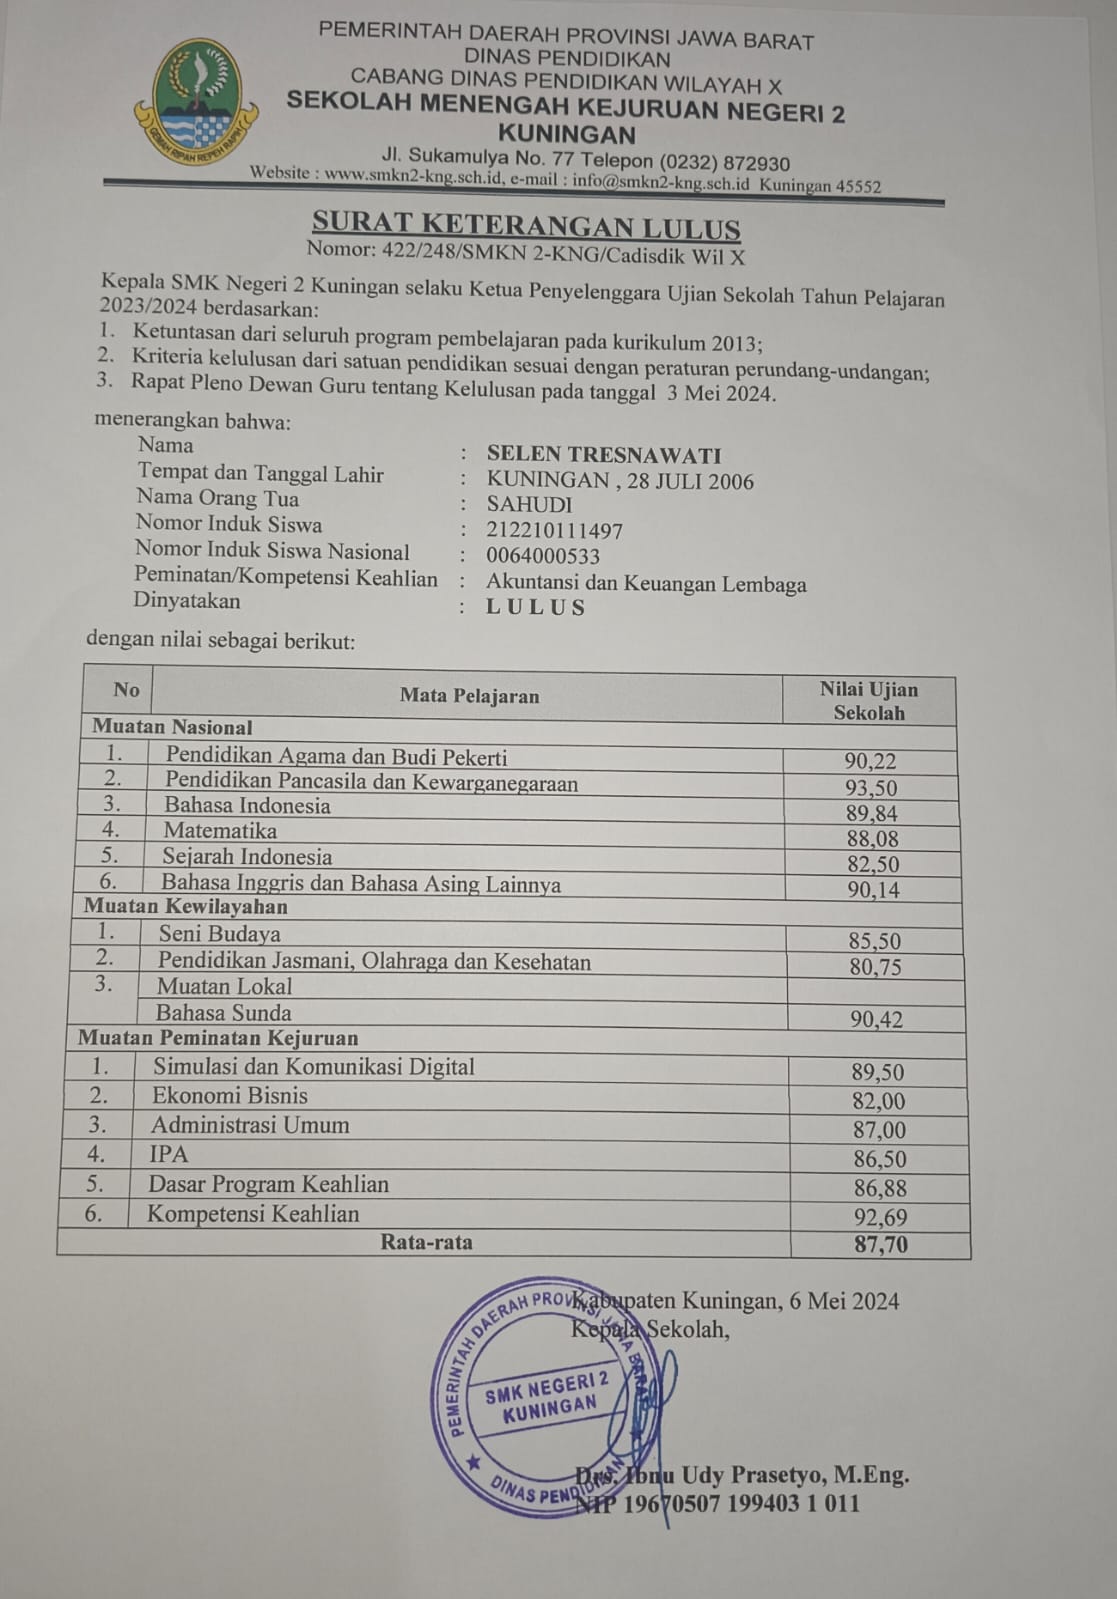 PEMERINTAH DAERAH PROVINSI JAWA BARAT
DINAS PENDIDIKAN
CABANG DINAS PENDIDIKAN WILAYAH X
SEKOLAH MENENGAH KEJURUAN NEGERI 2
KUNINGAN
Jl. Sukamulya No. 77 Telepon (0232) 872930
Website : www.smkn2-kng.sch.id, e-mail : info@smkn2-kng.sch.id Kuningan 45552
GEMAH RIPAH REPEH RAPIH
SURAT KETERANGAN LULUS
Nomor: 422/248/SMKN 2-KNG/Cadisdik Wil X
Kepala SMK Negeri 2 Kuningan selaku Ketua Penyelenggara Ujian Sekolah Tahun Pelajaran
2023/2024 berdasarkan:
1. Ketuntasan dari seluruh program pembelajaran pada kurikulum 2013;
2. Kriteria kelulusan dari satuan pendidikan sesuai dengan peraturan perundang-undangan;
3. Rapat Pleno Dewan Guru tentang Kelulusan pada tanggal 3 Mei 2024.
menerangkan bahwa:
Nama : SELEN TRESNAWATI
Tempat dan Tanggal Lahir : KUNINGAN , 28 JULI 2006
Nama Orang Tua : SAHUDI
Nomor Induk Siswa : 212210111497
Nomor Induk Siswa Nasional : 0064000533
Peminatan/Kompetensi Keahlian : Akuntansi dan Keuangan Lembaga
Dinyatakan : L U L U S
dengan nilai sebagai berikut:
No Mata Pelajaran Nilai Ujian Sekolah
Muatan Nasional
1. Pendidikan Agama dan Budi Pekerti 90,22
2. Pendidikan Pancasila dan Kewarganegaraan 93,50
3. Bahasa Indonesia 89,84
4. Matematika 88,08
5. Sejarah Indonesia 82,50
6. Bahasa Inggris dan Bahasa Asing Lainnya 90,14
Muatan Kewilayahan
1. Seni Budaya 85,50
2. Pendidikan Jasmani, Olahraga dan Kesehatan 80,75
3. Muatan Lokal
Bahasa Sunda 90,42
Muatan Peminatan Kejuruan
1. Simulasi dan Komunikasi Digital 89,50
2. Ekonomi Bisnis 82,00
3. Administrasi Umum 87,00
4. IPA 86,50
5. Dasar Program Keahlian 86,88
6. Kompetensi Keahlian 92,69
Rata-rata 87,70
Kabupaten Kuningan, 6 Mei 2024
Kepala Sekolah,
PEMERINTAH DAERAH PROVINSI JAWA BARAT
SMK NEGERI 2
KUNINGAN
DINAS PENDIDIKAN
Drs. Ibnu Udy Prasetyo, M.Eng.
NIP 19670507 199403 1 011